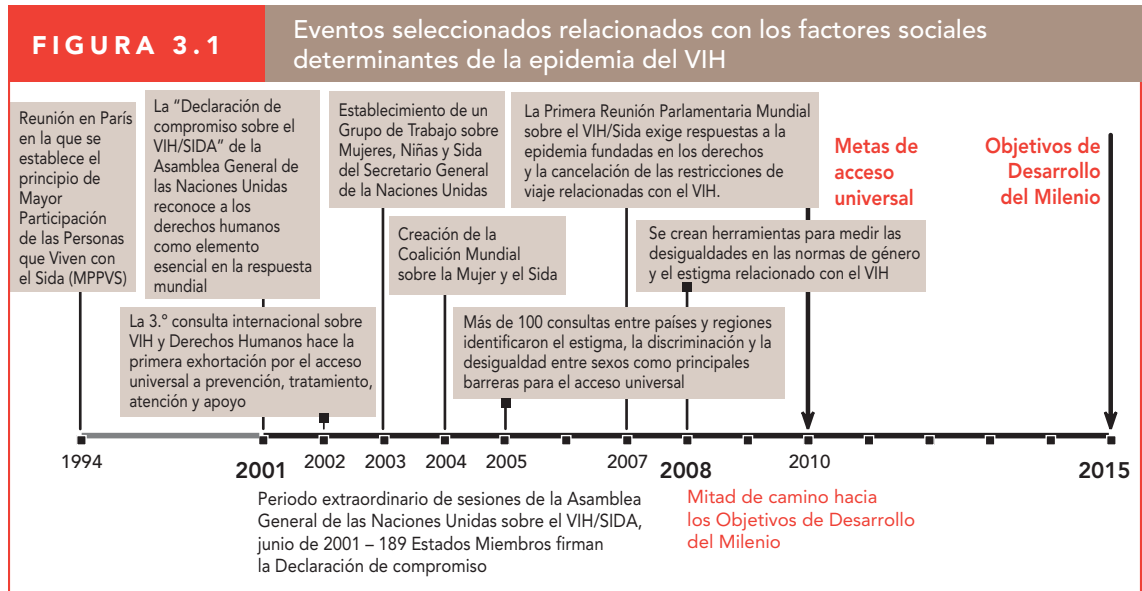 FIGURA 3.1
Eventos seleccionados relacionados con los factores sociales
determinantes de la epidemia del VIH
Reunión en París
en la que se
establece el
principio de
Mayor
Participación
de las Personas
que Viven con
el Sida (MPPVS)
La “Declaración de
compromiso sobre el
VIH/SIDA” de la
Asamblea General de
las Naciones Unidas
reconoce a los
derechos humanos
como elemento
esencial en la respuesta
mundial
Establecimiento de un
Grupo de Trabajo sobre
Mujeres, Niñas y Sida
del Secretario General
de la Naciones Unidas
La Primera Reunión Parlamentaria Mundial
sobre el VIH/Sida exige respuestas a la
epidemia fundadas en los derechos
y la cancelación de las restricciones de
viaje relacionadas con el VIH.
Metas de
acceso
universal
Objetivos de
Desarrollo
del Milenio
Creación de la
Coalición Mundial
sobre la Mujer y el Sida
Se crean herramientas para medir las
desigualdades en las normas de género
y el estigma relacionado con el VIH
La 3.º consulta internacional sobre
VIH y Derechos Humanos hace la
primera exhortación por el acceso
universal a prevención, tratamiento,
atención y apoyo
Más de 100 consultas entre países y regiones
identificaron el estigma, la discriminación y la
desigualdad entre sexos como principales
barreras para el acceso universal
1994
2001
2002
2003
2004
2005
2007
2008
2010
2015
Periodo extraordinario de sesiones de la Asamblea
General de las Naciones Unidas sobre el VIH/SIDA,
junio de 2001 – 189 Estados Miembros firman
la Declaración de compromiso
Mitad de camino hacia
los Objetivos de Desarrollo
del Milenio